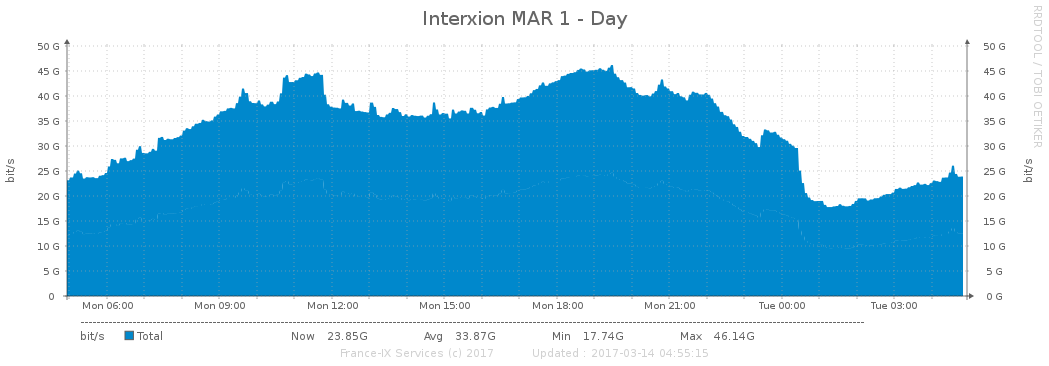 Interxion MAR 1 - Day
RRDTOOL / TOBI OETIKER
bit/s
50 G 50 G
45 G 45 G
40 G 40 G
35 G 35 G
30 G 30 G
25 G 25 G
20 G 20 G
15 G 15 G
10 G 10 G
5 G 5 G
0 0 G
bit/s
Mon 06:00 Mon 09:00 Mon 12:00 Mon 15:00 Mon 18:00 Mon 21:00 Tue 00:00 Tue 03:00
bit/s Total Now 23.85G Avg 33.87G Min 17.74G Max 46.14G
France-IX Services (c) 2017 Updated : 2017-03-14 04:55:15